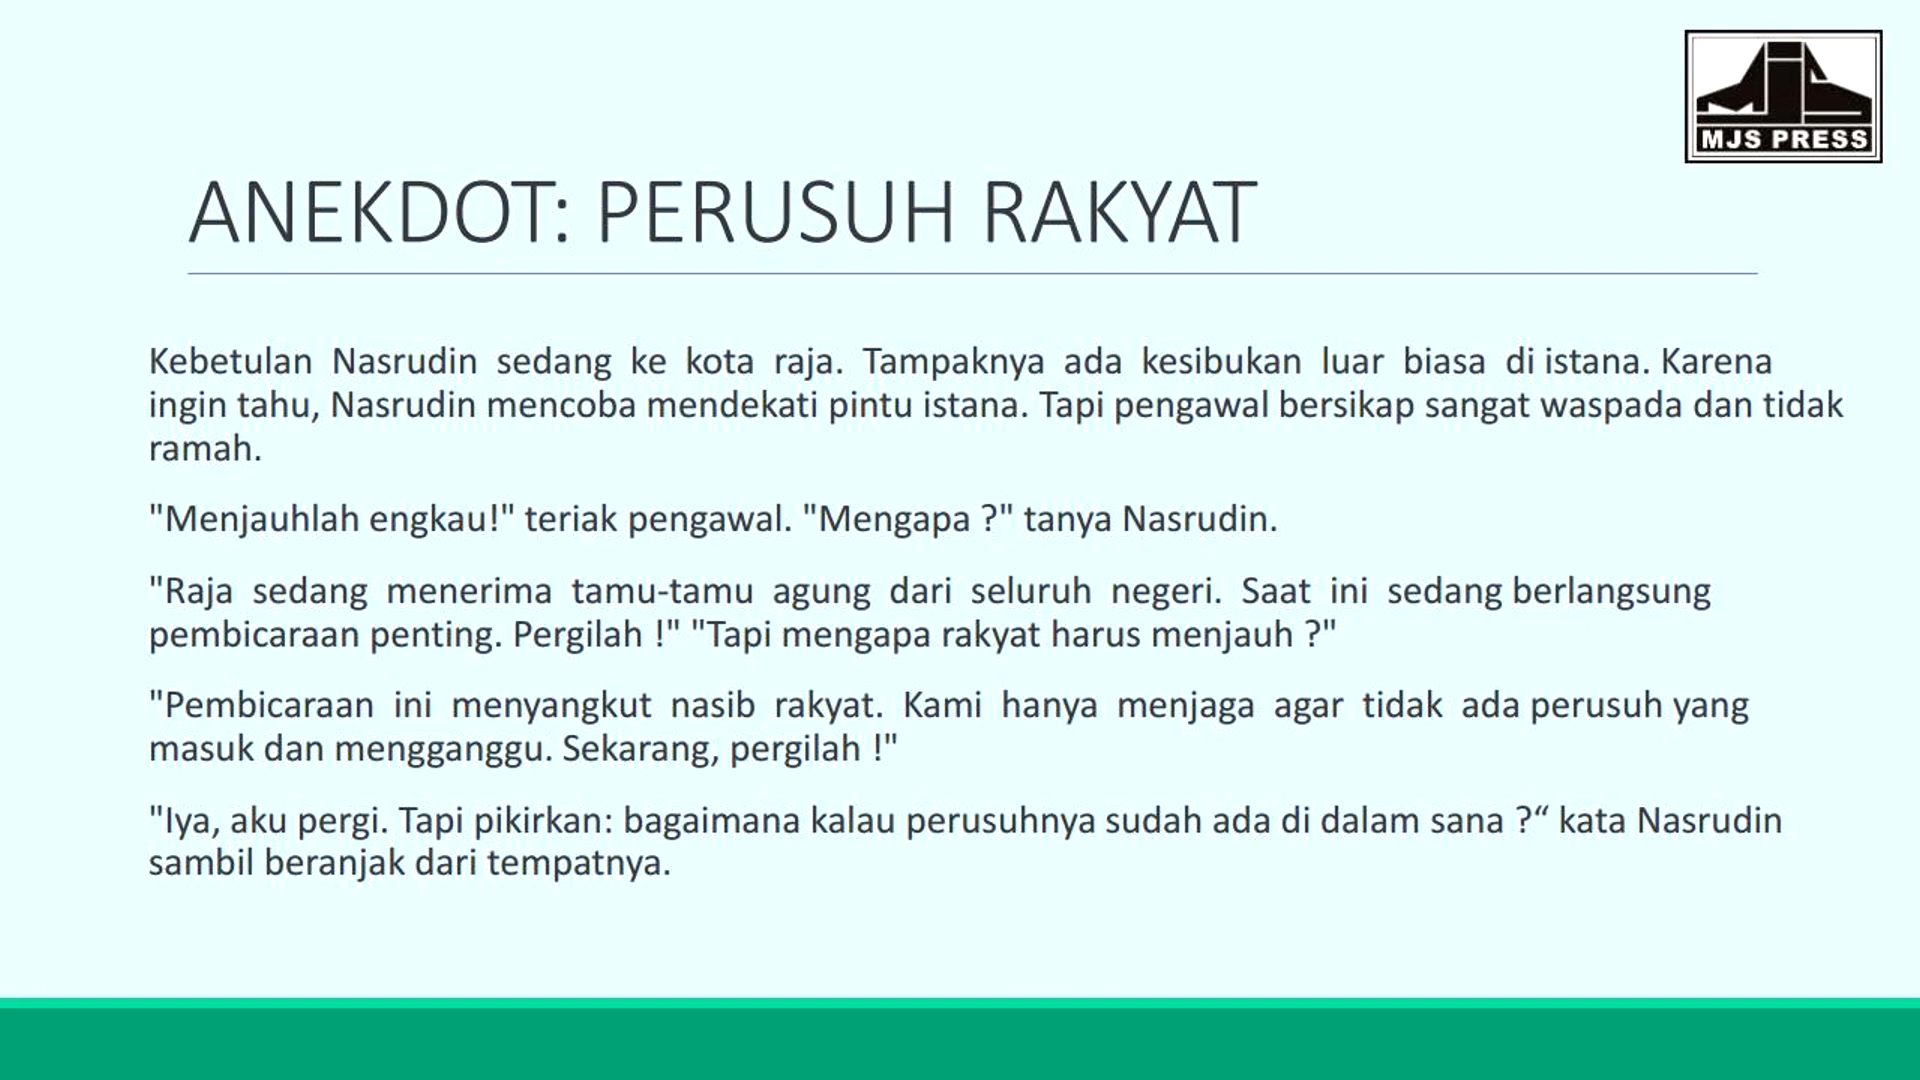 MJS PRESS
ANEKDOT: PERUSUH RAKYAT
Kebetulan Nasrudin sedang ke kota raja. Tampaknya ada kesibukan luar biasa di istana. Karena
ingin tahu, Nasrudin mencoba mendekati pintu istana. Tapi pengawal bersikap sangat waspada dan tidak
ramah.
"Menjauhlah engkau!" teriak pengawal. "Mengapa ?" tanya Nasrudin.
"Raja sedang menerima tamu-tamu agung dari seluruh negeri. Saat ini sedang berlangsung
pembicaraan penting. Pergilah !" "Tapi mengapa rakyat harus menjauh ?"
"Pembicaraan ini menyangkut nasib rakyat. Kami hanya menjaga agar tidak ada perusuh yang
masuk dan mengganggu. Sekarang, pergilah !"
"Iya, aku pergi. Tapi pikirkan: bagaimana kalau perusuhnya sudah ada di dalam sana ?“ kata Nasrudin
sambil beranjak dari tempatnya.